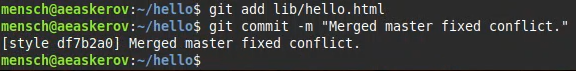 mensch@aeaskerov:~/hello$ git add lib/hello.html
mensch@aeaskerov:~/hello$ git commit -m "Merged master fixed conflict."
[style df7b2a0] Merged master fixed conflict.
mensch@aeaskerov:~/hello$